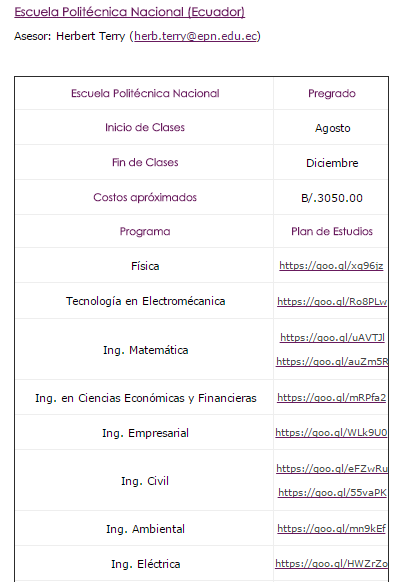 Escuela Politécnica Nacional (Ecuador)
Asesor: Herbert Terry (herb.terry@epn.edu.ec)
Escuela Politécnica Nacional Pregrado
Inicio de Clases Agosto
Fin de Clases Diciembre
Costos apróximados B/.3050.00
Programa Plan de Estudios
Física https://goo.gl/xq96jz
Tecnología en Electromécanica https://goo.gl/Ro8PLw
Ing. Matemática https://goo.gl/uAVTJl
https://goo.gl/auZm5R
Ing. en Ciencias Económicas y Financieras https://goo.gl/mRPfa2
Ing. Empresarial https://goo.gl/WLk9U0
Ing. Civil https://goo.gl/eFZwRu
https://goo.gl/55vaPK
Ing. Ambiental https://goo.gl/mn9kEf
Ing. Eléctrica https://goo.gl/HWZrZo